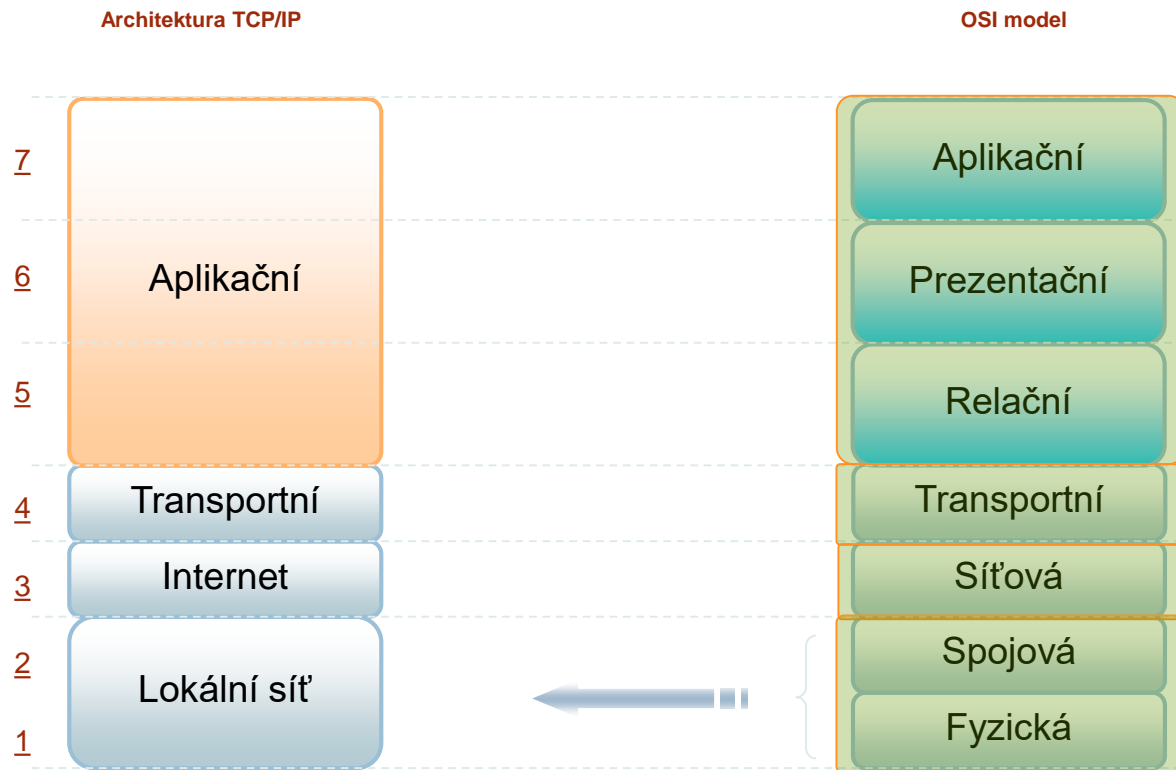 Architektura TCP/IP
OSI model
7
Aplikační
6
Aplikační
Prezentační
5
Relační
4
Transportní
Transportní
3
Internet
Síťová
2
Lokální síť
Spojová
1
Fyzická